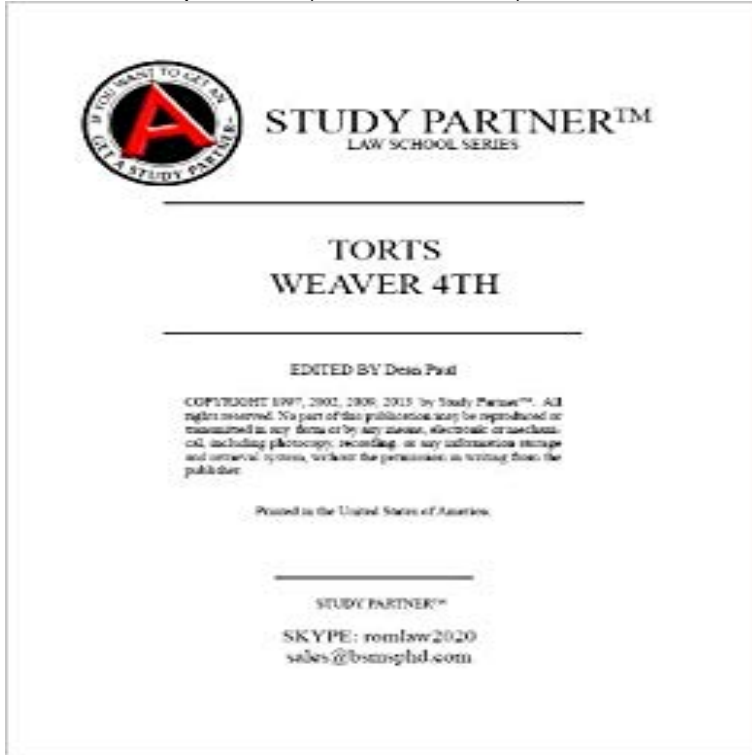 IF YOU WANT TO GET AN
A
GET A STUDY PARTNER
STUDY PARTNER™
LAW SCHOOL SERIES
TORTS
WEAVER 4TH
EDITED BY Dean Paul
COPYRIGHT 1997, 2002, 2009, 2013 by Study Partner™. All
rights reserved. No part of this publication may be reproduced or
transmitted in any form or by any means, electronic or mechan-
ical, including photocopy, recording, or any information storage
and retrieval system, without the permission in writing from the
publisher.
Printed in the United States of America.
STUDY PARTNER™
SKYPE: romlaw2020
sales@bsmsphd.com